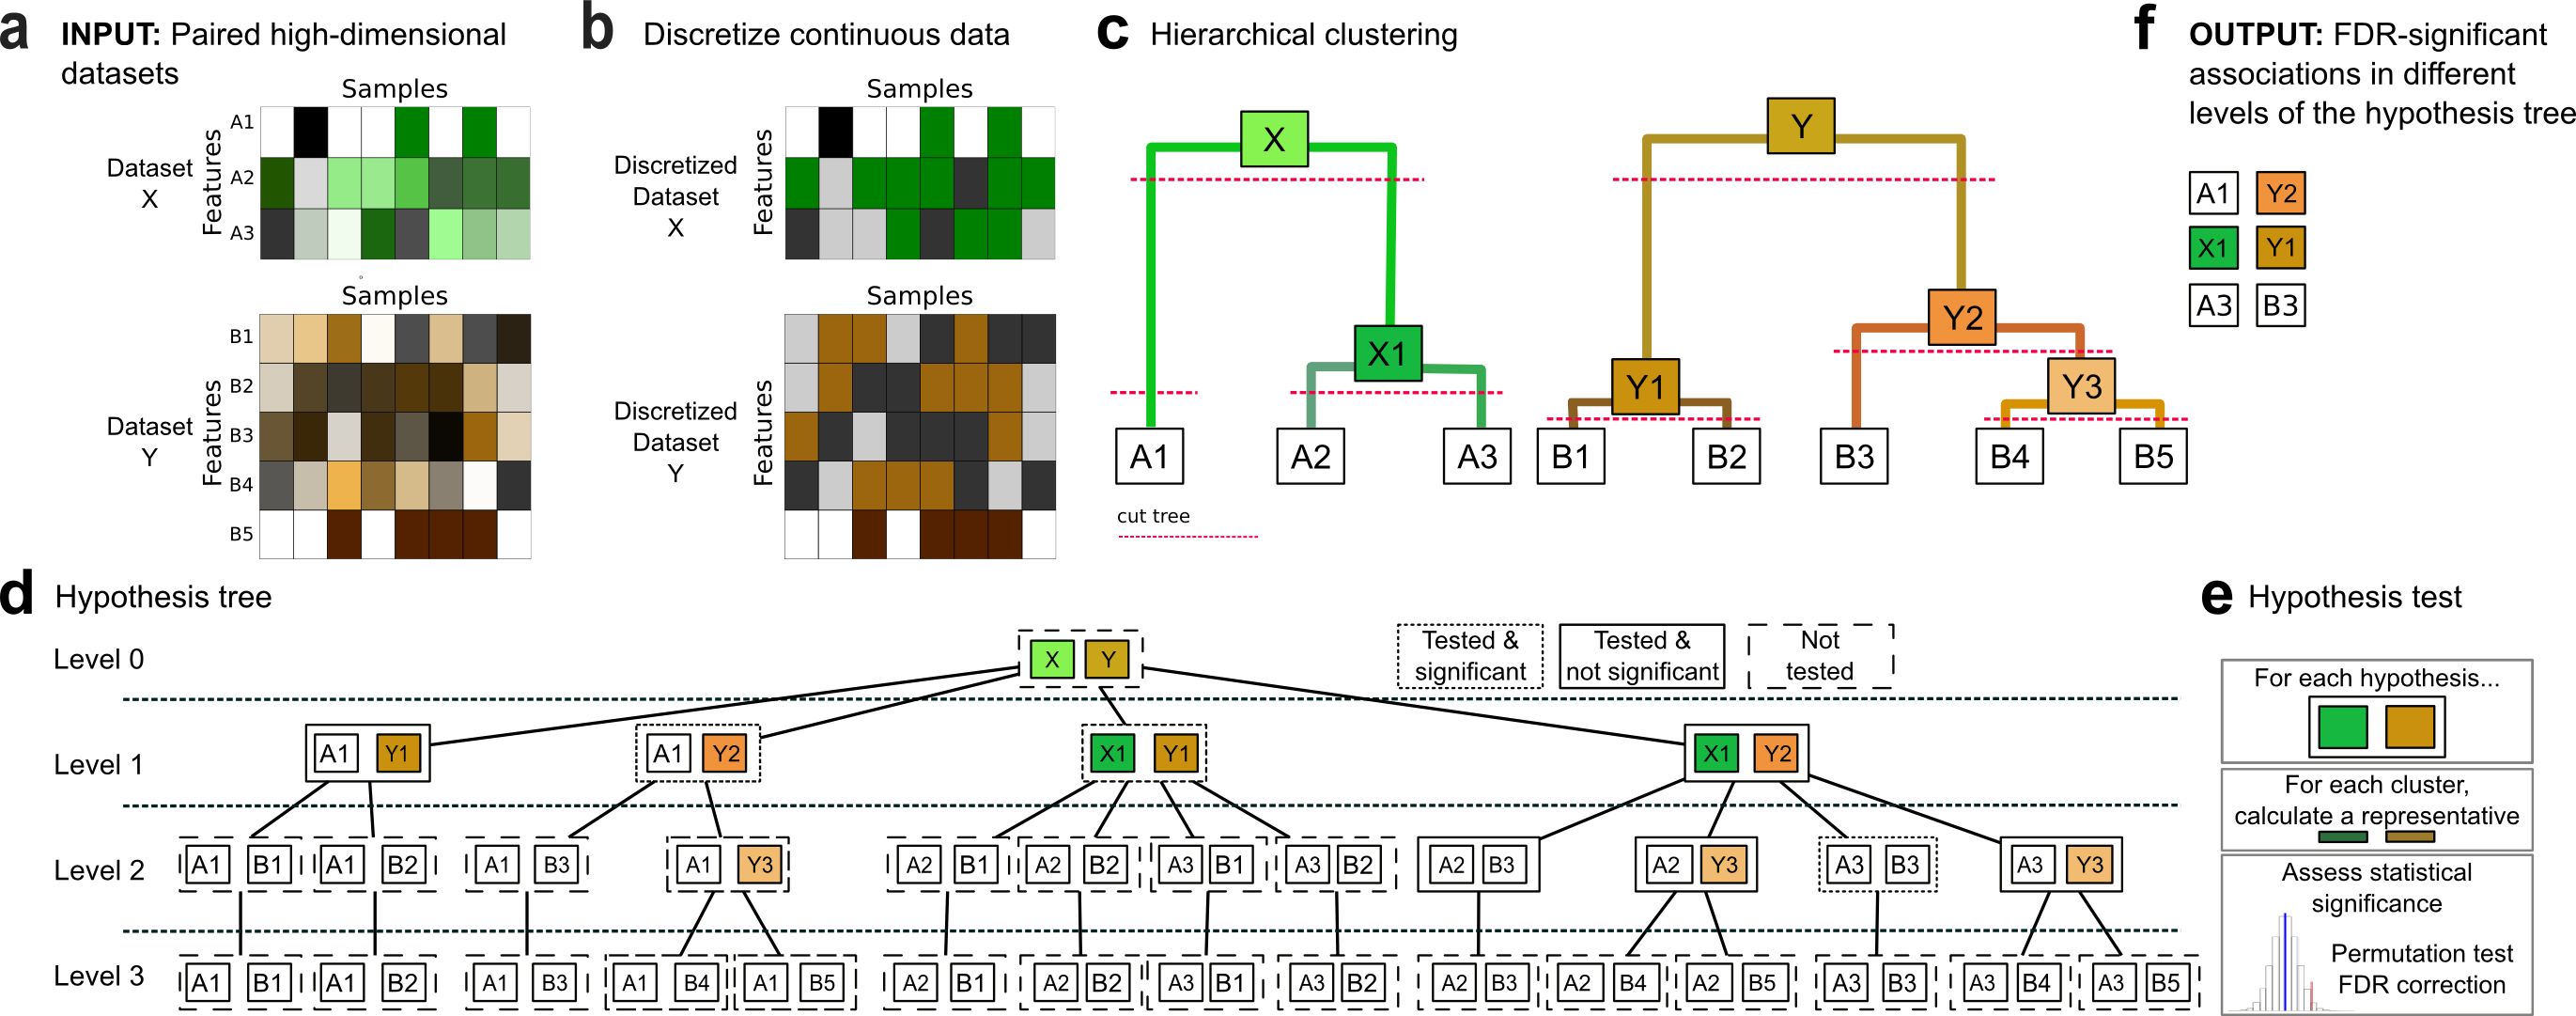 a INPUT: Paired high-dimensional
datasets
Samples
Dataset
X
Features
A1
A2
A3
Samples
Dataset
Y
Features
B1
B2
B3
B4
B5
b Discretize continuous data
Samples
Discretized
Dataset
X
Features
Samples
Discretized
Dataset
Y
Features
c Hierarchical clustering
X
X1
A1 A2 A3
Y
Y2
Y1 Y3
B1 B2 B3 B4 B5
cut tree
f OUTPUT: FDR-significant
associations in different
levels of the hypothesis tree
A1 Y2
X1 Y1
A3 B3
d Hypothesis tree
Level 0
X Y
Tested &
significant
Tested &
not significant
Not
tested
Level 1
A1 Y1 A1 Y2 X1 Y1 X1 Y2
Level 2
A1 B1 A1 B2 A1 B3 A1 Y3 A2 B1 A2 B2 A3 B1 A3 B2 A2 B3 A2 Y3 A3 B3 A3 Y3
Level 3
A1 B1 A1 B2 A1 B3 A1 B4 A1 B5 A2 B1 A2 B2 A3 B1 A3 B2 A2 B3 A2 B4 A2 B5 A3 B3 A3 B4 A3 B5
e Hypothesis test
For each hypothesis...
For each cluster,
calculate a representative
Assess statistical
significance
Permutation test
FDR correction